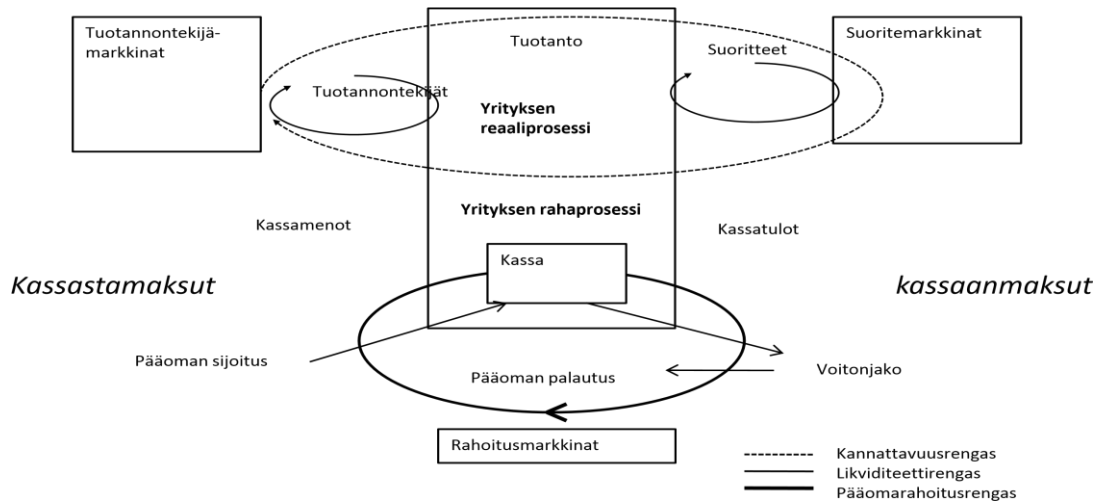 Tuotannontekijä-
markkinat
Tuotanto
Suoritteet
Suoritemarkkinat
Tuotannontekijät
Yrityksen
reaaliprosessi
Yrityksen rahaprosessi
Kassamenot
Kassatulot
Kassa
Kassastamaksut
kassaanmaksut
Pääoman sijoitus
Pääoman palautus
Voitonjako
Rahoitusmarkkinat
Kannattavuusrengas
Likviditeettirengas
Pääomarahoitusrengas